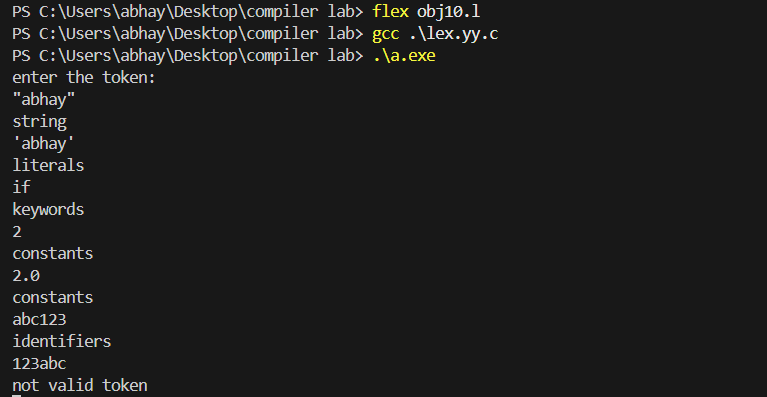 PS C:\Users\abhay\Desktop\compiler lab> flex obj10.l
PS C:\Users\abhay\Desktop\compiler lab> gcc .\lex.yy.c
PS C:\Users\abhay\Desktop\compiler lab> .\a.exe
enter the token:
"abhay"
string
'abhay'
literals
if
keywords
2
constants
2.0
constants
abc123
identifiers
123abc
not valid token